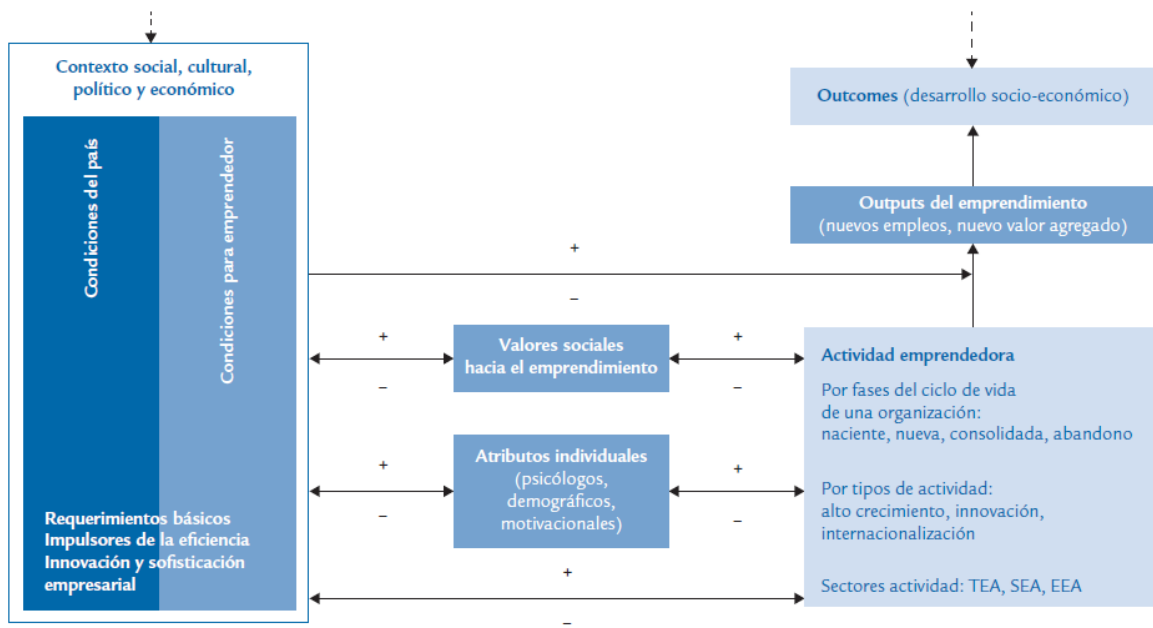 Contexto social, cultural,
político y económico
Condiciones del país
Condiciones para emprendedor
Requerimientos básicos
Impulsores de la eficiencia
Innovación y sofisticación
empresarial
Outcomes (desarrollo socio-económico)
Outputs del emprendimiento
(nuevos empleos, nuevo valor agregado)
+
–
+
–
Valores sociales
hacia el emprendimiento
+
–
+
–
Atributos individuales
(psicólogos,
demográficos,
motivacionales)
+
–
+
–
Actividad emprendedora
Por fases del ciclo de vida
de una organización:
naciente, nueva, consolidada, abandono
Por tipos de actividad:
alto crecimiento, innovación,
internacionalización
Sectores actividad: TEA, SEA, EEA